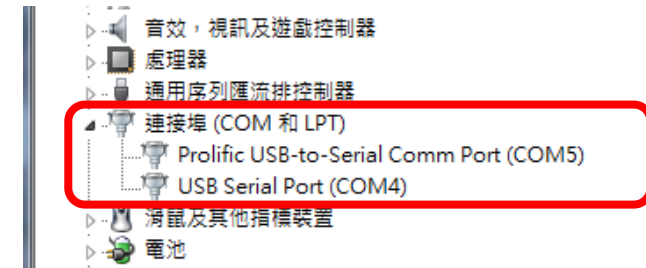 音效，視訊及遊戲控制器
處理器
通用序列匯流排控制器
連接埠 (COM 和 LPT)
Prolific USB-to-Serial Comm Port (COM5)
USB Serial Port (COM4)
滑鼠及其他指標裝置
電池